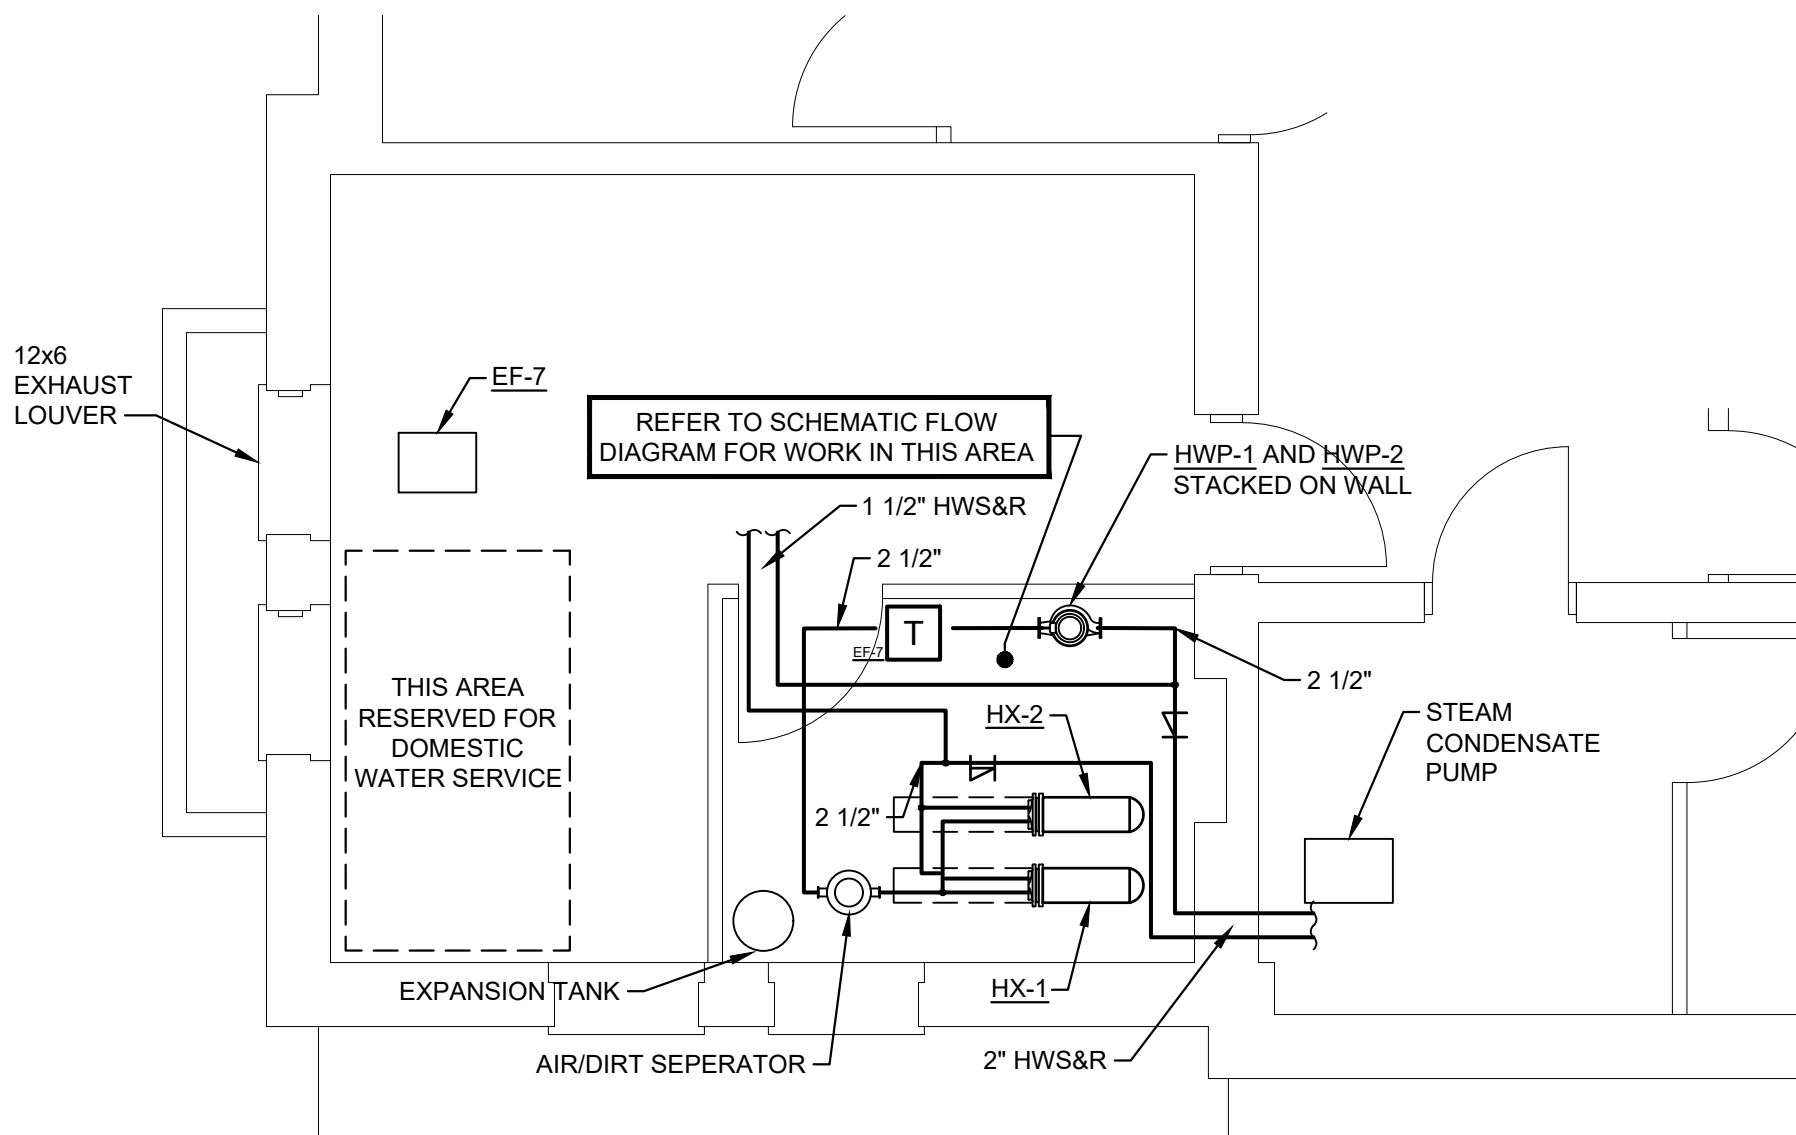 12x6
EXHAUST
LOUVER
EF-7
REFER TO SCHEMATIC FLOW
DIAGRAM FOR WORK IN THIS AREA
HWP-1 AND HWP-2
STACKED ON WALL
1 1/2" HWS&R
2 1/2"
T
EF-7
2 1/2"
THIS AREA
RESERVED FOR
DOMESTIC
WATER SERVICE
HX-2
STEAM
CONDENSATE
PUMP
2 1/2"
EXPANSION TANK
HX-1
AIR/DIRT SEPERATOR
2" HWS&R